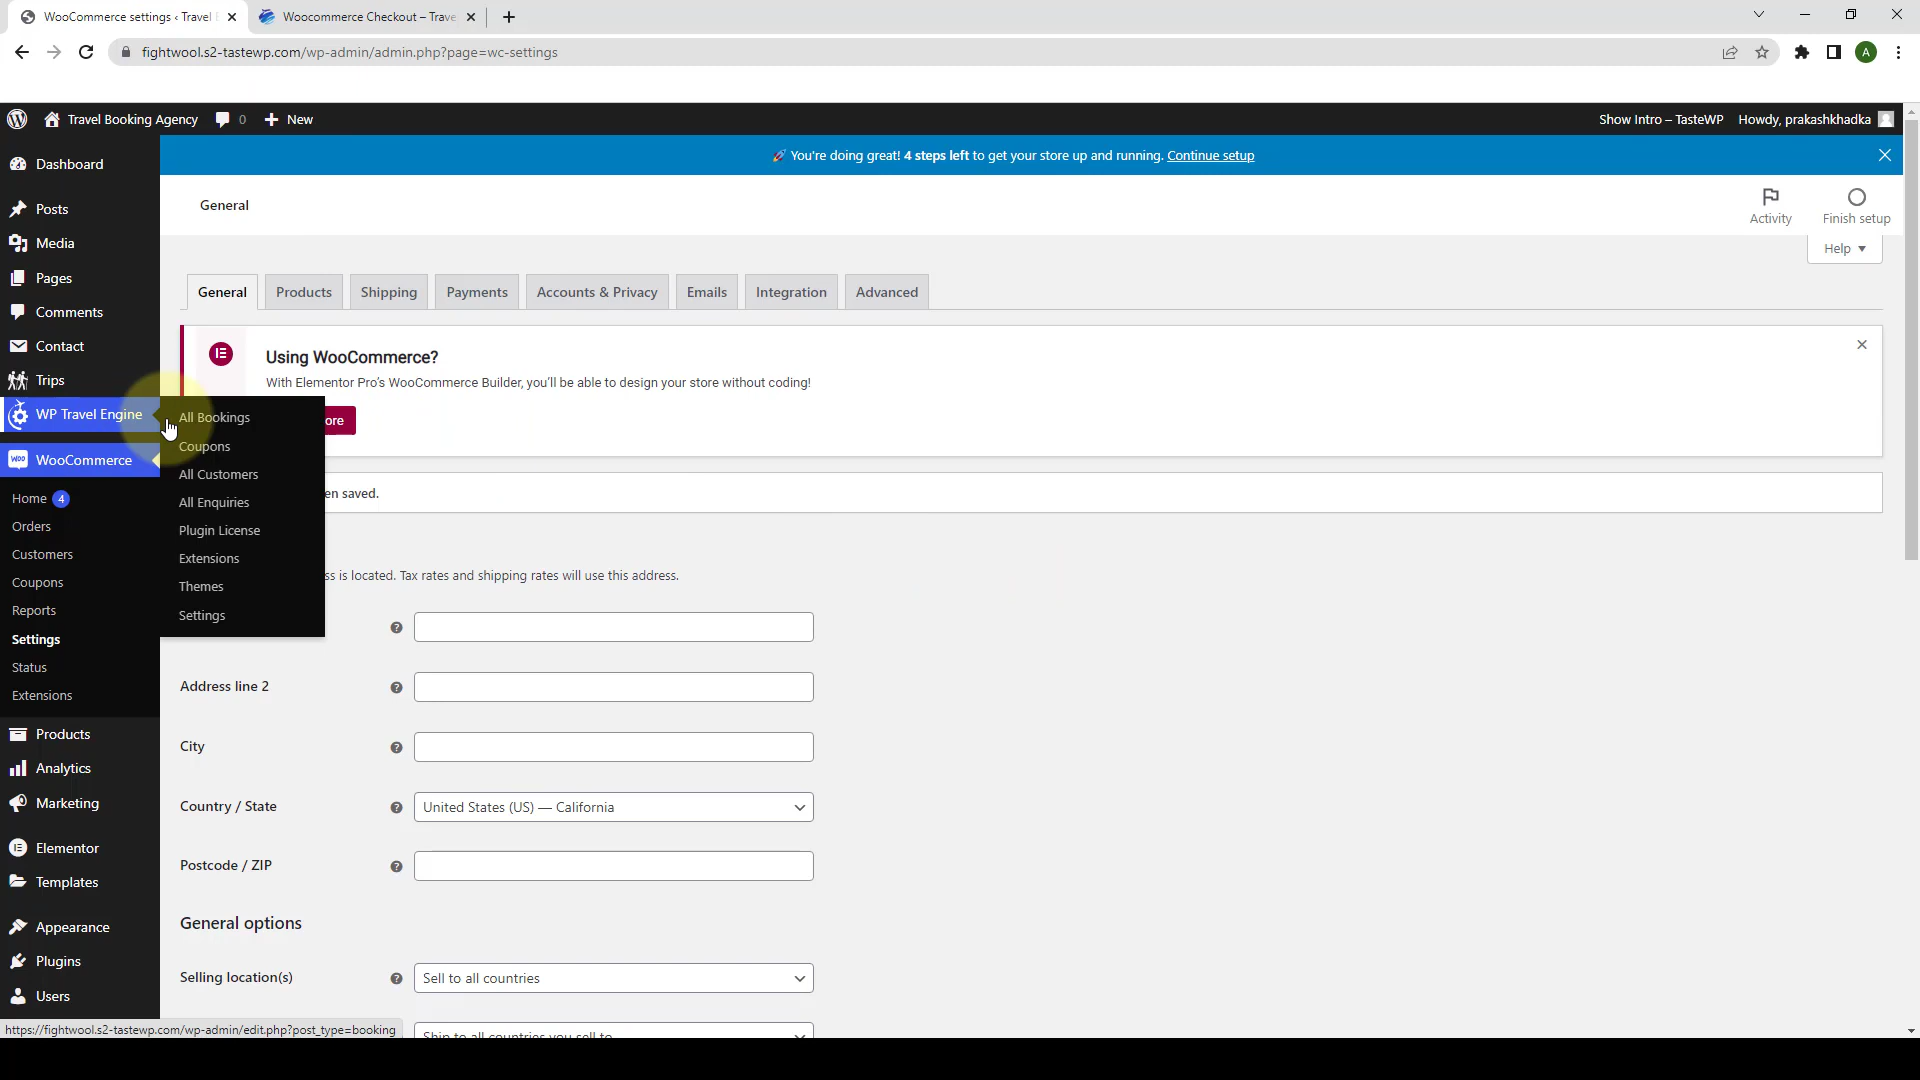 WooCommerce settings ‹ Travel
Woocommerce Checkout – Trave
fightwool.s2-tastewp.com/wp-admin/admin.php?page=wc-settings
A
Travel Booking Agency
0
New
Show Intro – TasteWP
Howdy, prakashkhadka
🚀 You're doing great! 4 steps left to get your store up and running. Continue setup
General
Activity
Finish setup
Help
General
Products
Shipping
Payments
Accounts & Privacy
Emails
Integration
Advanced
Using WooCommerce?
With Elementor Pro's WooCommerce Builder, you'll be able to design your store without coding!
ore
en saved.
ss is located. Tax rates and shipping rates will use this address.
Address line 2
City
Country / State
United States (US) — California
Postcode / ZIP
General options
Selling location(s)
Sell to all countries
Ship to all countries you sell to
Dashboard
Posts
Media
Pages
Comments
Contact
Trips
WP Travel Engine
All Bookings
Coupons
All Customers
All Enquiries
Plugin License
Extensions
Themes
Settings
WooCommerce
Home 4
Orders
Customers
Coupons
Reports
Settings
Status
Extensions
Products
Analytics
Marketing
Elementor
Templates
Appearance
Plugins
Users
https://fightwool.s2-tastewp.com/wp-admin/edit.php?post_type=booking